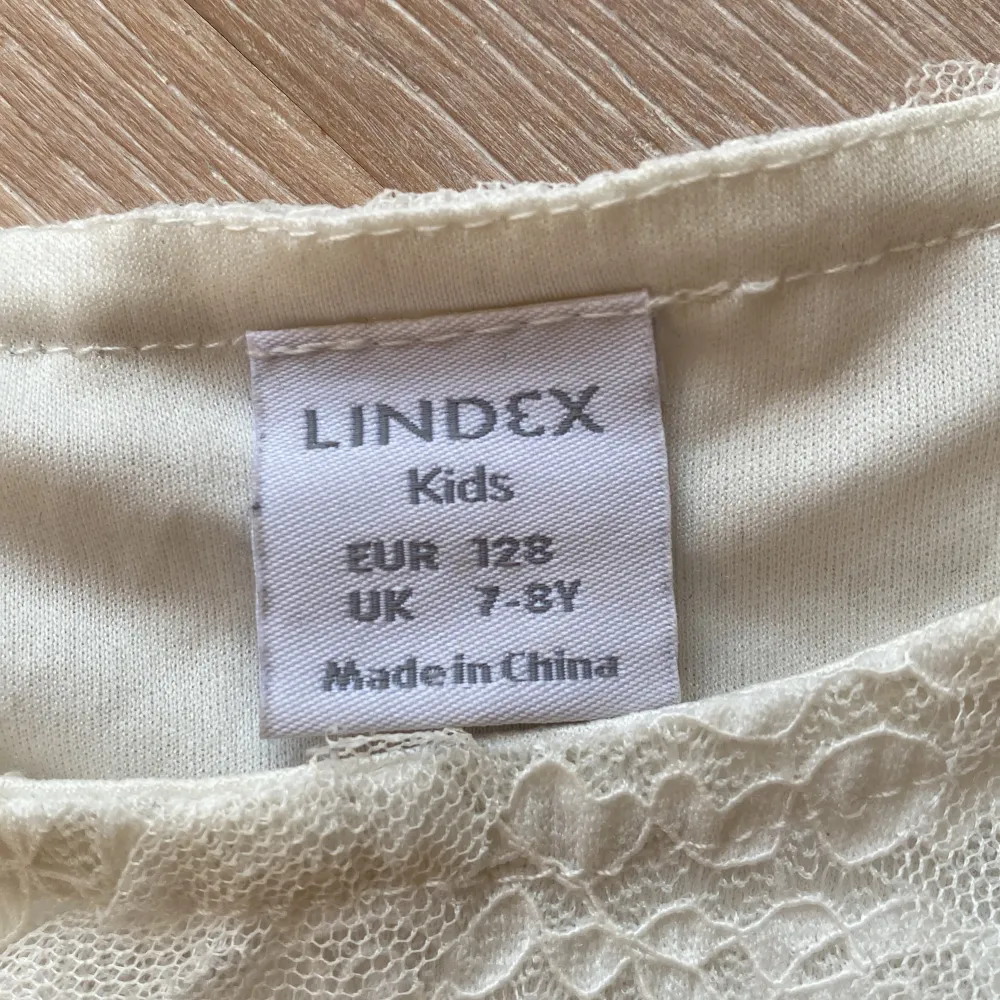 LINDEX
Kids
EUR 128
UK 7-8Y
Made in China